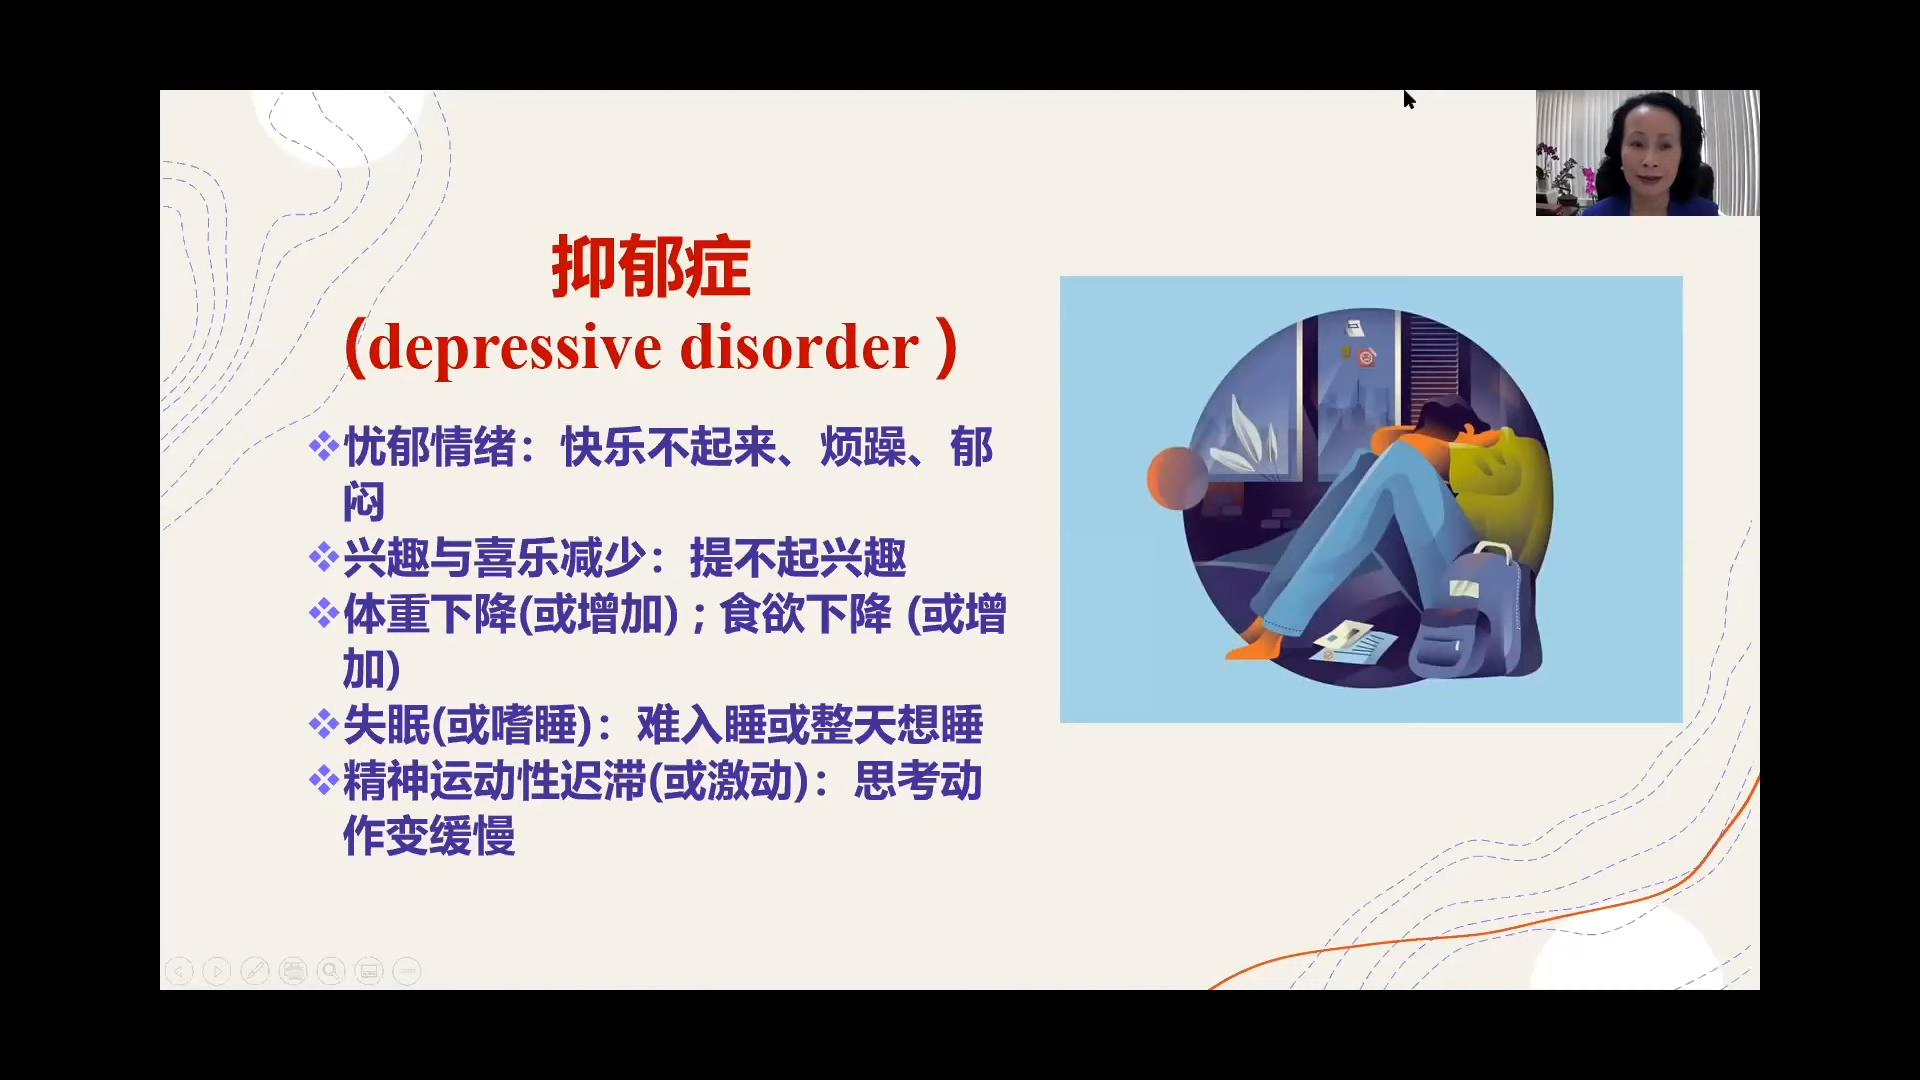 抑郁症
(depressive disorder )
❖忧郁情绪：快乐不起来、烦躁、郁
闷
❖兴趣与喜乐减少：提不起兴趣
❖体重下降(或增加) ; 食欲下降 (或增
加)
❖失眠(或嗜睡)：难入睡或整天想睡
❖精神运动性迟滞(或激动)：思考动
作变缓慢